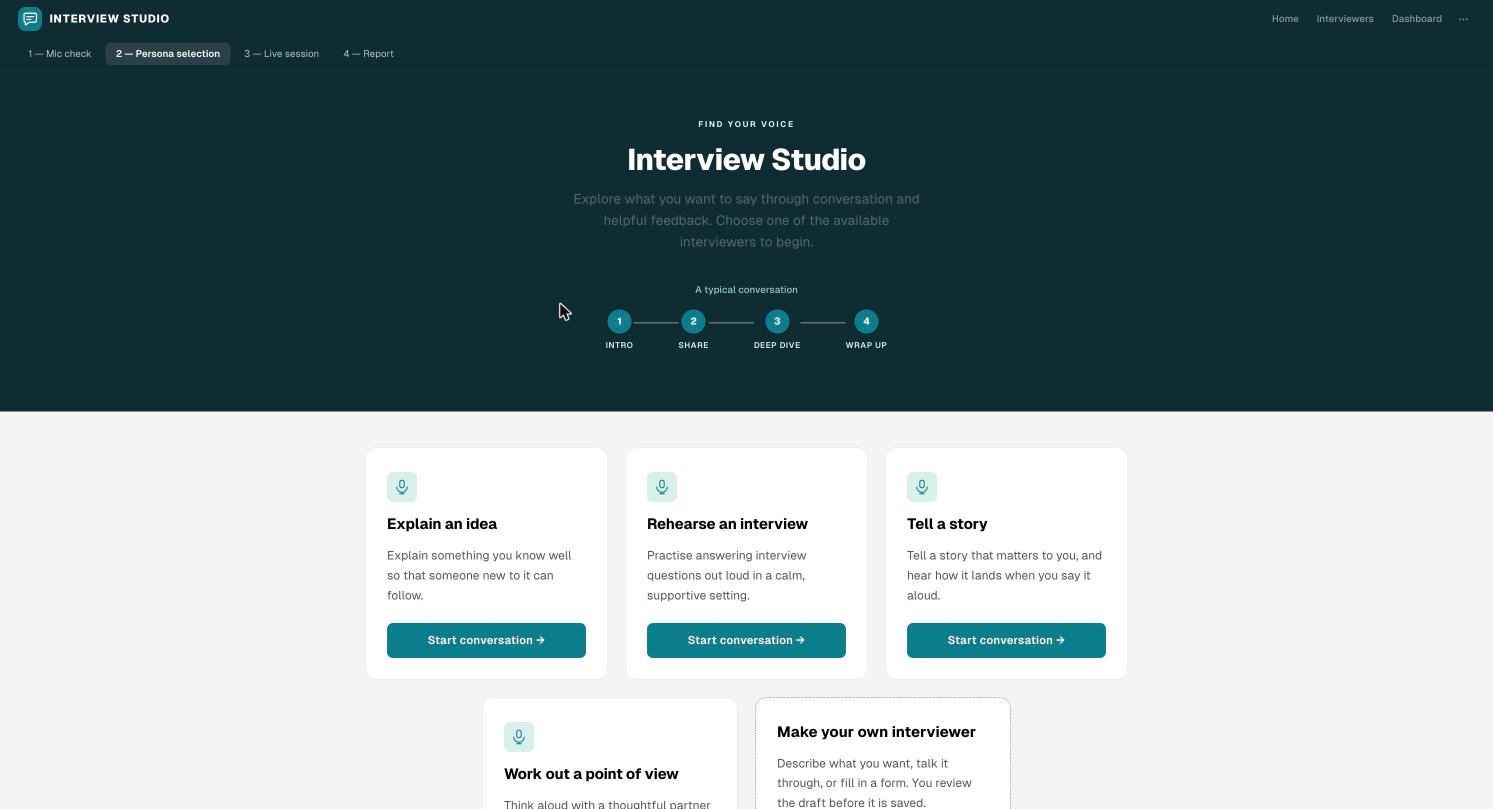 INTERVIEW STUDIO
Home Interviewers Dashboard ···
1 — Mic check 2 — Persona selection 3 — Live session 4 — Report
FIND YOUR VOICE
Interview Studio
Explore what you want to say through conversation and
helpful feedback. Choose one of the available
interviewers to begin.
A typical conversation
1 2 3 4
INTRO SHARE DEEP DIVE WRAP UP
Explain an idea
Explain something you know well
so that someone new to it can
follow.
Start conversation →
Rehearse an interview
Practise answering interview
questions out loud in a calm,
supportive setting.
Start conversation →
Tell a story
Tell a story that matters to you, and
hear how it lands when you say it
aloud.
Start conversation →
Work out a point of view
Think aloud with a thoughtful partner
Make your own interviewer
Describe what you want, talk it
through, or fill in a form. You review
the draft before it is saved.